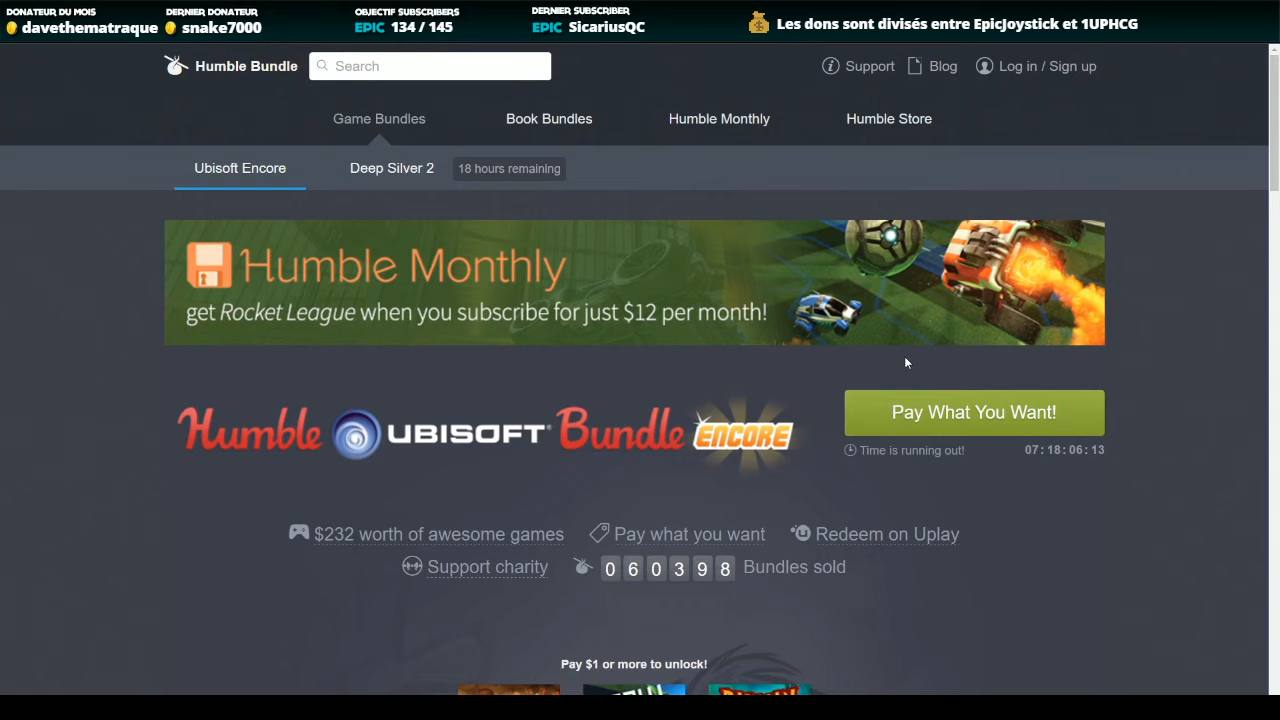 DONATEUR DU MOIS
davethematraque
DERNIER DONATEUR
snake7000
OBJECTIF SUBSCRIBERS
EPIC 134 / 145
DERNIER SUBSCRIBER
EPIC SicariusQC
Les dons sont divisés entre EpicJoystick et 1UPHCG
Humble Bundle
Search
Support
Blog
Log in / Sign up
Game Bundles
Book Bundles
Humble Monthly
Humble Store
Ubisoft Encore
Deep Silver 2
18 hours remaining
Humble Monthly
get Rocket League when you subscribe for just $12 per month!
Humble UBISOFT® Bundle ENCORE
Pay What You Want!
Time is running out!
07:18:06:13
$232 worth of awesome games
Pay what you want
Redeem on Uplay
Support charity
060398 Bundles sold
Pay $1 or more to unlock!